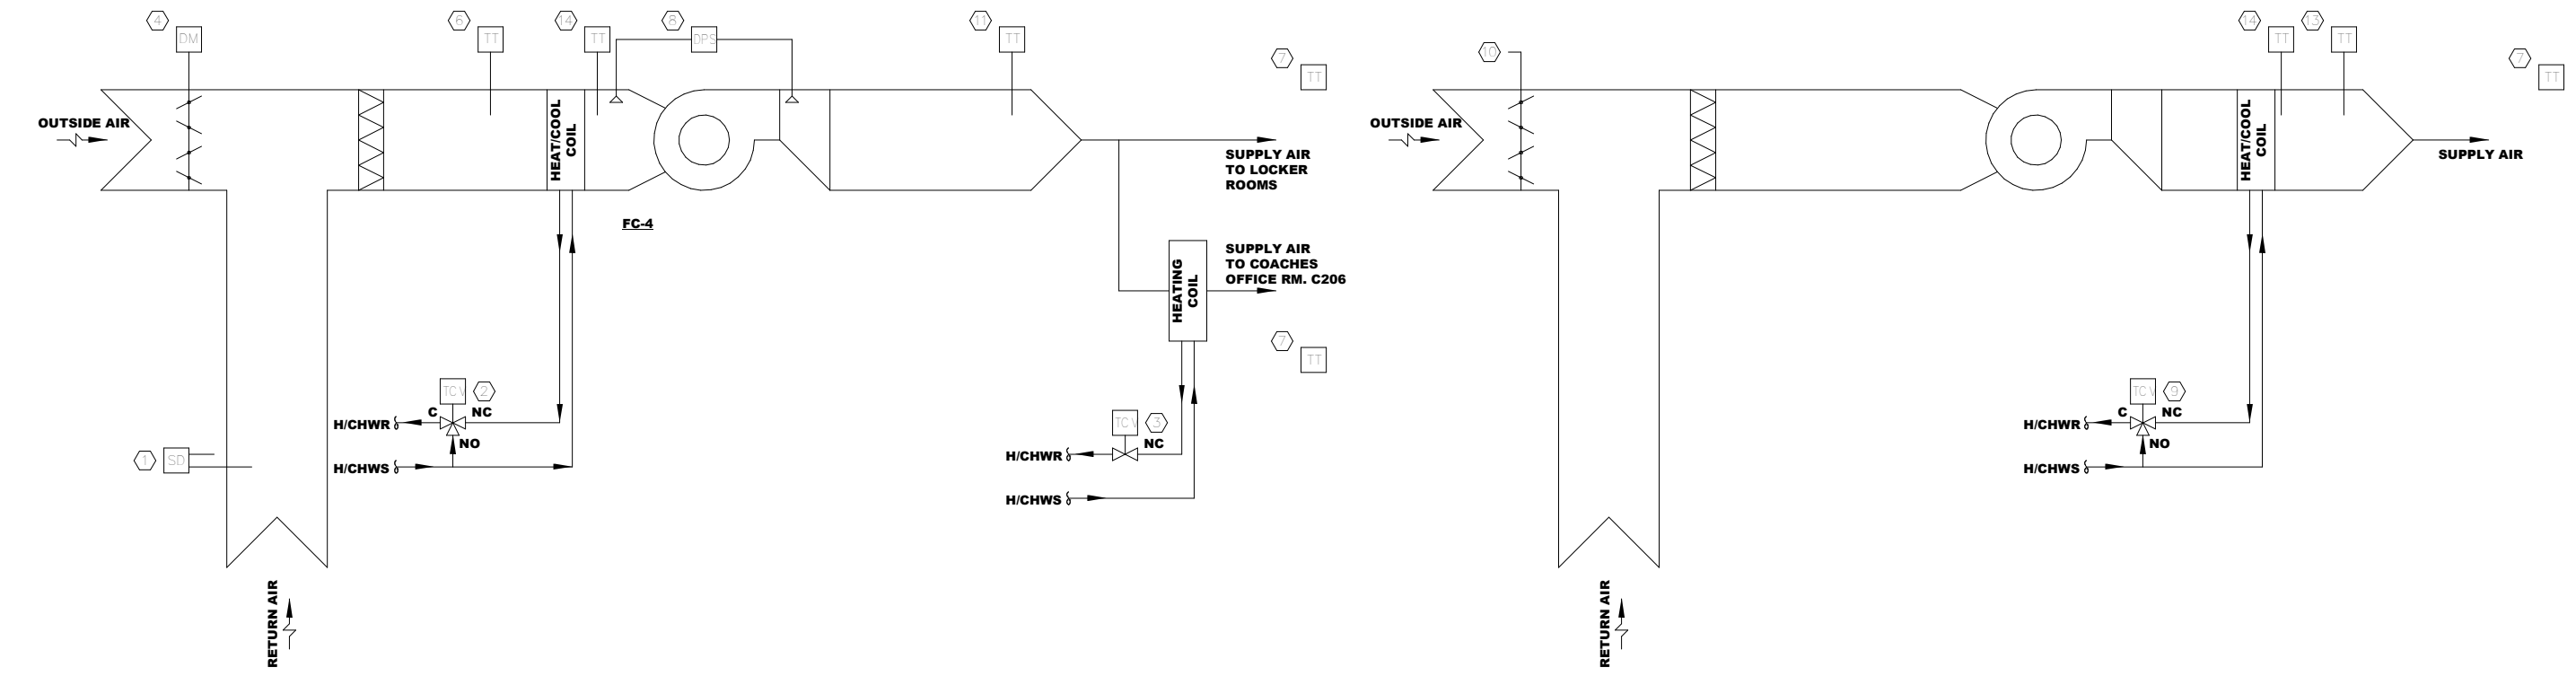 4
DM
6
TT
14
TT
8
DPS
11
TT
7
TT
OUTSIDE AIR
HEAT/COOL
COIL
SUPPLY AIR
TO LOCKER
ROOMS
FC-4
SUPPLY AIR
TO COACHES
OFFICE RM. C206
HEATING
COIL
7
TT
TCV
2
C
NC
H/CHWR
NO
H/CHWS
1
SD
TCV
3
NC
H/CHWR
H/CHWS
RETURN AIR
10
14
TT
13
TT
7
TT
OUTSIDE AIR
HEAT/COOL
COIL
SUPPLY AIR
TCV
9
C
NC
H/CHWR
NO
H/CHWS
RETURN AIR